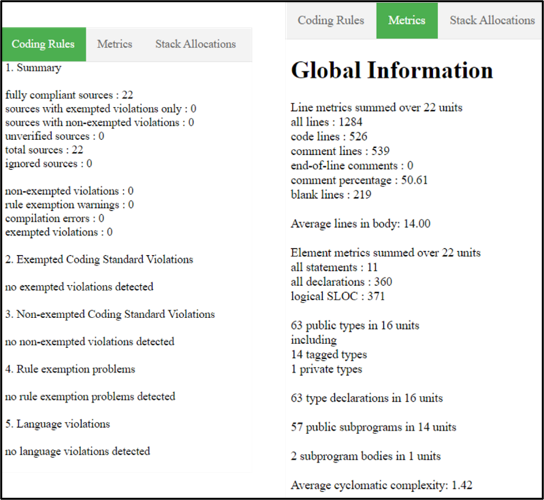 Coding Rules
Metrics
Stack Allocations
1. Summary
fully compliant sources : 22
sources with exempted violations only : 0
sources with non-exempted violations : 0
unverified sources : 0
total sources : 22
ignored sources : 0
non-exempted violations : 0
rule exemption warnings : 0
compilation errors : 0
exempted violations : 0
2. Exempted Coding Standard Violations
no exempted violations detected
3. Non-exempted Coding Standard Violations
no non-exempted violations detected
4. Rule exemption problems
no rule exemption problems detected
5. Language violations
no language violations detected
Coding Rules
Metrics
Stack Allocations
Global Information
Line metrics summed over 22 units
all lines : 1284
code lines : 526
comment lines : 539
end-of-line comments : 0
comment percentage : 50.61
blank lines : 219
Average lines in body: 14.00
Element metrics summed over 22 units
all statements : 11
all declarations : 360
logical SLOC : 371
63 public types in 16 units
including
14 tagged types
1 private types
63 type declarations in 16 units
57 public subprograms in 14 units
2 subprogram bodies in 1 units
Average cyclomatic complexity: 1.42